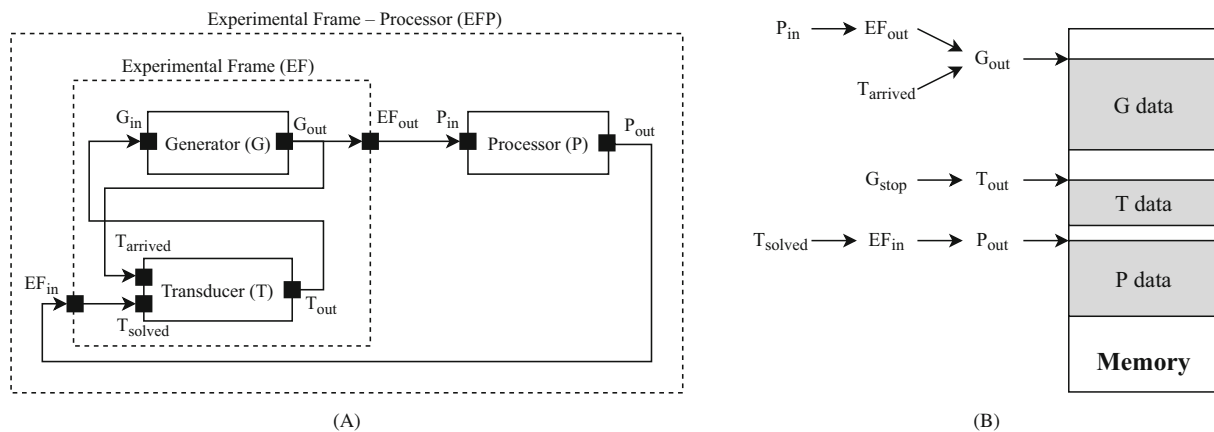 Experimental Frame – Processor (EFP)
Experimental Frame (EF)
G_in
Generator (G)
G_out
EF_out
P_in
Processor (P)
P_out
T_arrived
EF_in
Transducer (T)
T_solved
T_out
(A)
P_in
EF_out
G_out
T_arrived
G data
G_stop
T_out
T data
T_solved
EF_in
P_out
P data
Memory
(B)